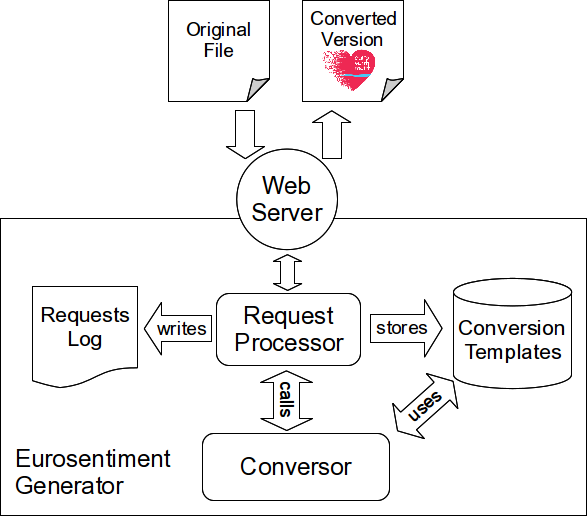 Original
File
Converted
Version
Web
Server
Requests
Log
writes
Request
Processor
stores
Conversion
Templates
calls
uses
Conversor
Eurosentiment
Generator